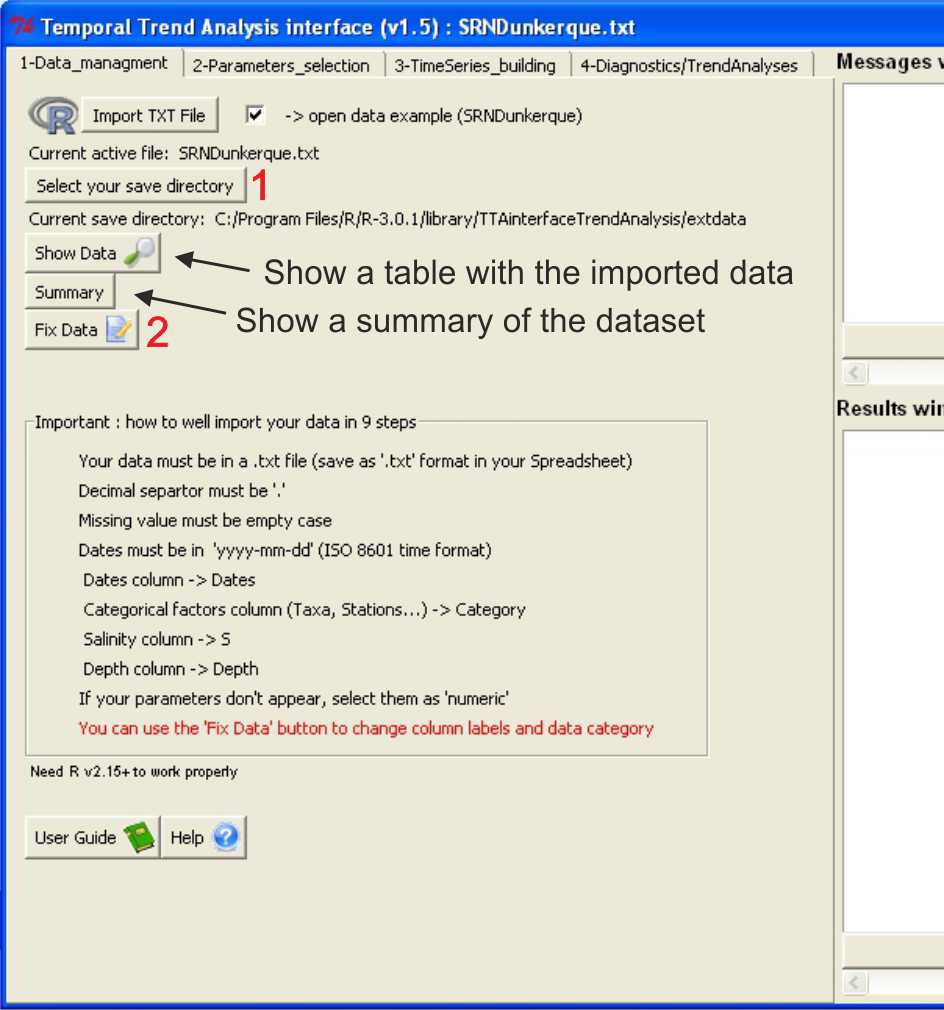 Temporal Trend Analysis interface (v1.5) : SRNDunkerque.txt
1-Data_managment 2-Parameters_selection 3-TimeSeries_building 4-Diagnostics/TrendAnalyses
Messages
R Import TXT File -> open data example (SRNDunkerque)
Current active file: SRNDunkerque.txt
Select your save directory 1
Current save directory: C:/Program Files/R/R-3.0.1/library/TTAinterfaceTrendAnalysis/extdata
Show Data
Show a table with the imported data
Summary
Show a summary of the dataset
Fix Data 2
Results
Important : how to well import your data in 9 steps
Your data must be in a .txt file (save as '.txt' format in your Spreadsheet)
Decimal separtor must be '.'
Missing value must be empty case
Dates must be in 'yyyy-mm-dd' (ISO 8601 time format)
Dates column -> Dates
Categorical factors column (Taxa, Stations...) -> Category
Salinity column -> S
Depth column -> Depth
If your parameters don't appear, select them as 'numeric'
You can use the 'Fix Data' button to change column labels and data category
Need R v2.15+ to work properly
User Guide Help ?